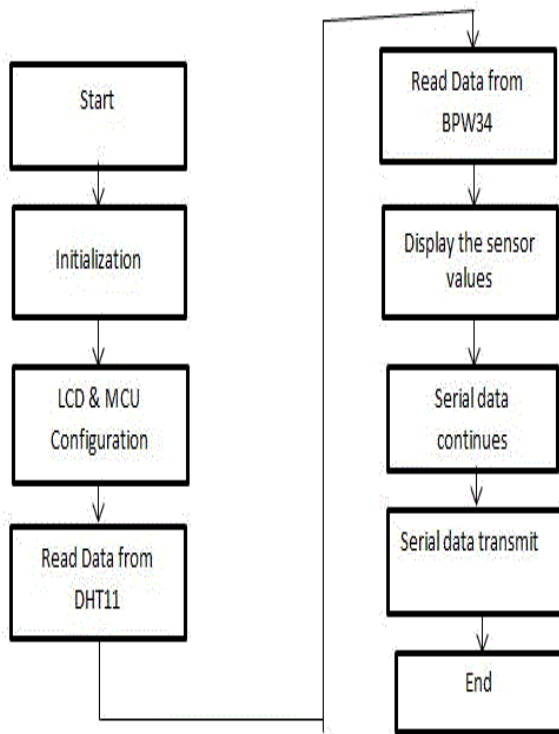 Start
Initialization
LCD & MCU
Configuration
Read Data from
DHT11
Read Data from
BPW34
Display the sensor
values
Serial data
continues
Serial data transmit
End